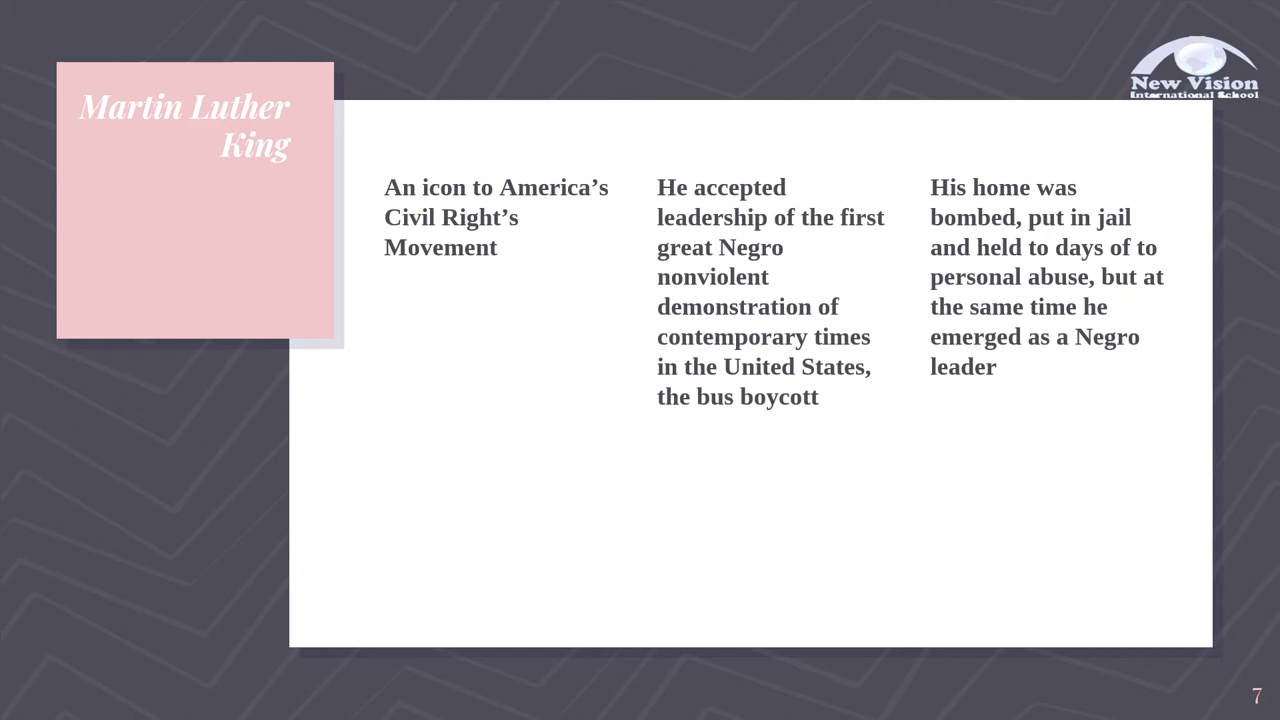 Martin Luther
King
New Vision
International School
An icon to America’s
Civil Right’s
Movement
He accepted
leadership of the first
great Negro
nonviolent
demonstration of
contemporary times
in the United States,
the bus boycott
His home was
bombed, put in jail
and held to days of to
personal abuse, but at
the same time he
emerged as a Negro
leader
7